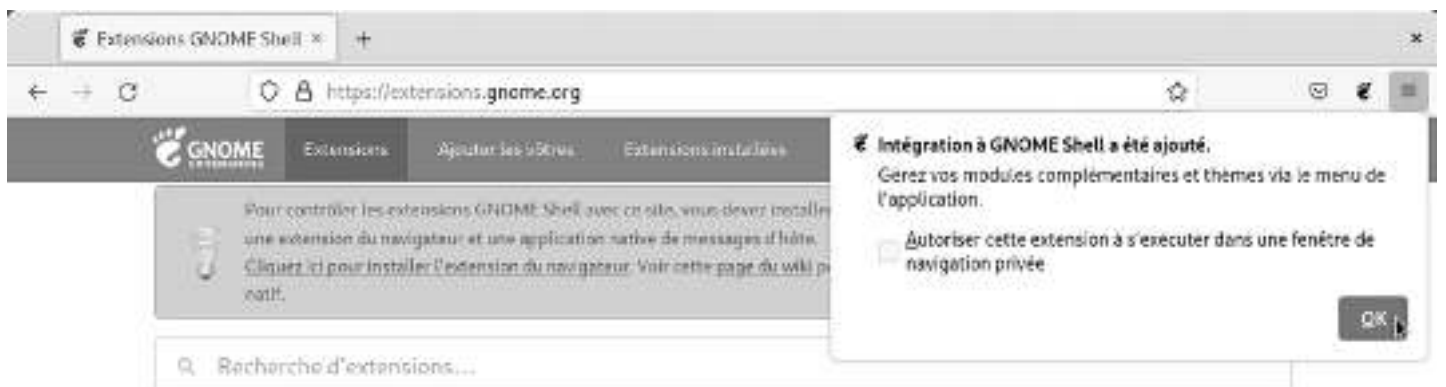 Extensions GNOME Shell × +
https://extensions.gnome.org
GNOME
EXTENSIONS
Extensions
Ajouter les vôtres
Extensions installées
Pour contrôler les extensions GNOME Shell avec ce site, vous devez installer
une extension du navigateur et une application native de messages d'hôte.
Cliquez ici pour installer l'extension du navigateur. Voir cette page du wiki
natif.
Recherche d'extensions...
Intégration à GNOME Shell a été ajouté.
Gérez vos modules complémentaires et thèmes via le menu de
l'application.
Autoriser cette extension à s'exécuter dans une fenêtre de
navigation privée
OK